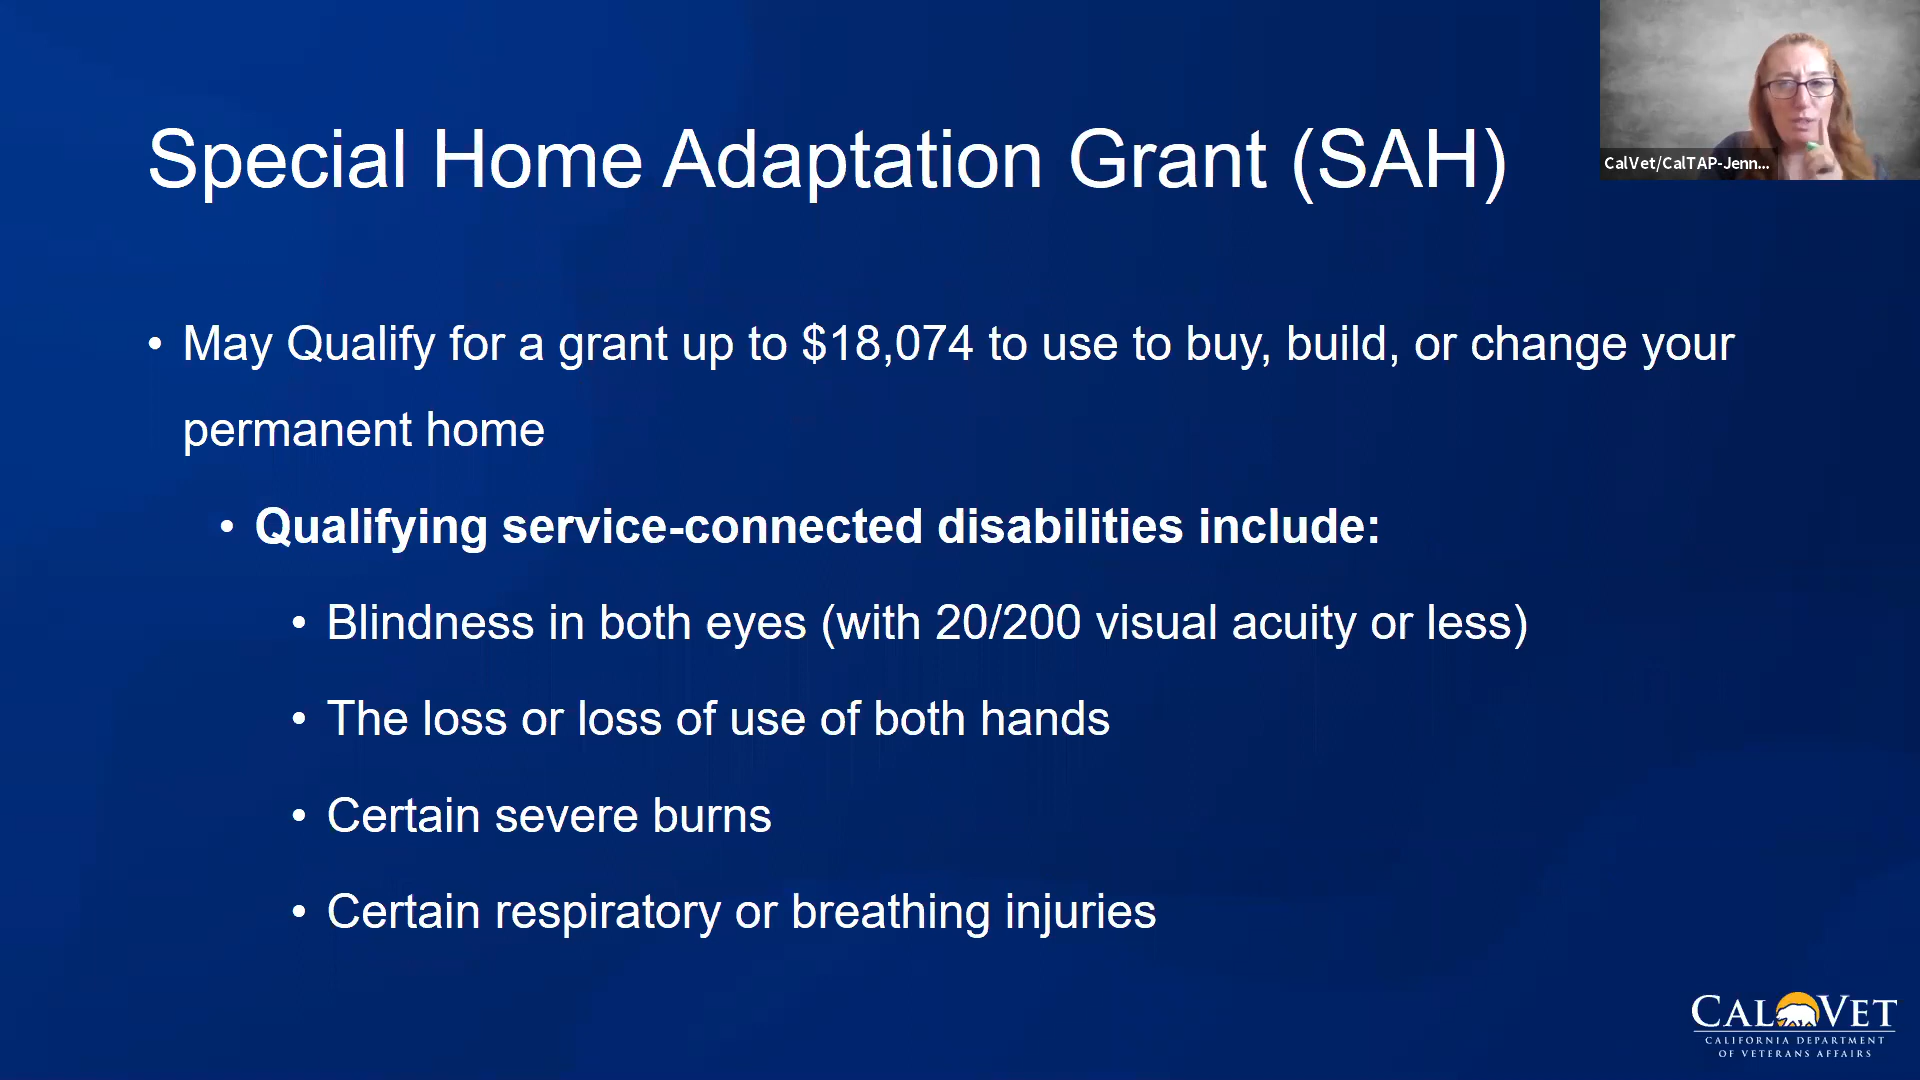 Special Home Adaptation Grant (SAH)
CalVet/CalTAP-Jenn...
• May Qualify for a grant up to $18,074 to use to buy, build, or change your
permanent home
• Qualifying service-connected disabilities include:
• Blindness in both eyes (with 20/200 visual acuity or less)
• The loss or loss of use of both hands
• Certain severe burns
• Certain respiratory or breathing injuries
CALVET
CALIFORNIA DEPARTMENT
OF VETERANS AFFAIRS